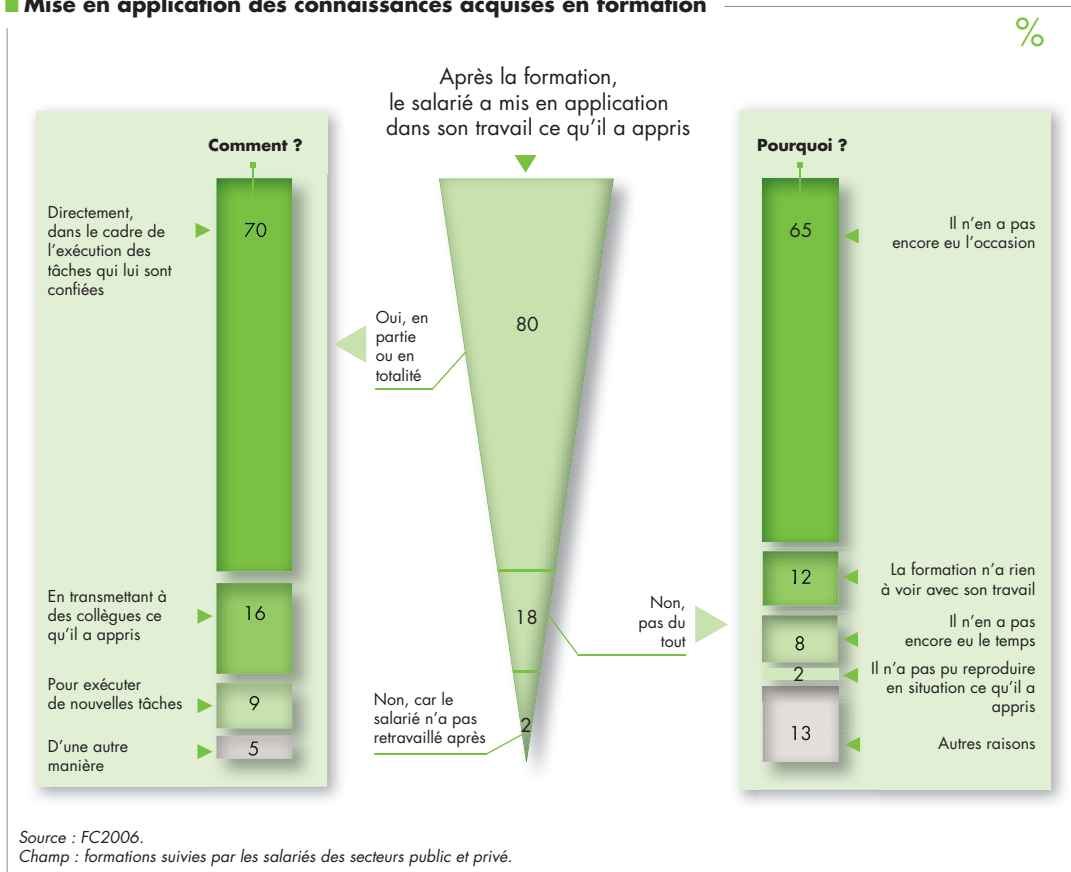 Mise en application des connaissances acquises en formation
%
Après la formation,
le salarié a mis en application
dans son travail ce qu'il a appris
Comment ?
Directement,
dans le cadre de
l'exécution des
tâches qui lui sont
confiées
70
En transmettant à
des collègues ce
qu'il a appris
16
Pour exécuter
de nouvelles tâches
9
D'une autre
manière
5
Oui, en
partie
ou en
totalité
80
18
Non,
pas du
tout
Non, car le
salarié n'a pas
retravaillé après
2
Pourquoi ?
65
Il n'en a pas
encore eu l'occasion
12
La formation n'a rien
à voir avec son travail
8
Il n'en a pas
encore eu le temps
2
Il n'a pas pu reproduire
en situation ce qu'il a
appris
13
Autres raisons
Source : FC2006.
Champ : formations suivies par les salariés des secteurs public et privé.